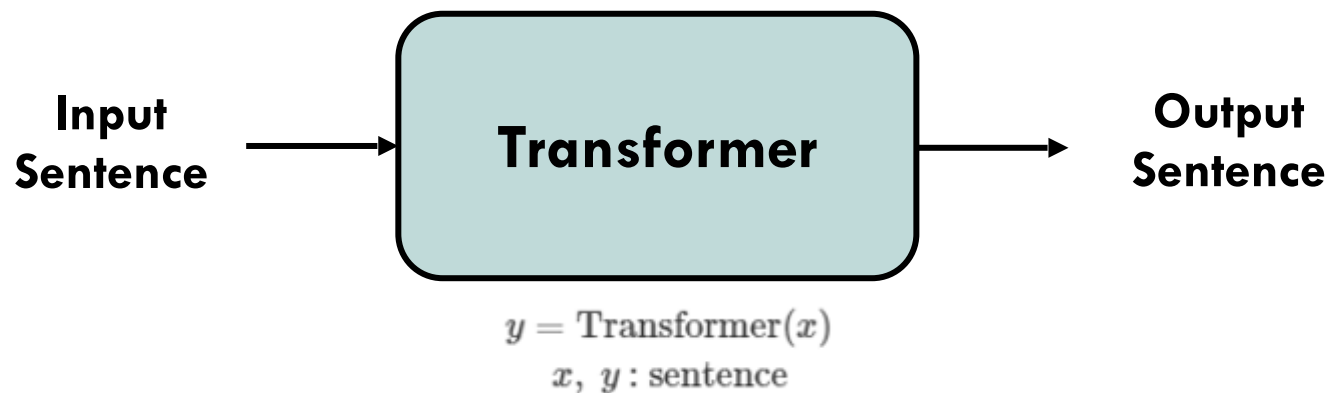 Input
Sentence
Transformer
Output
Sentence
y = Transformer(x)
x, y : sentence